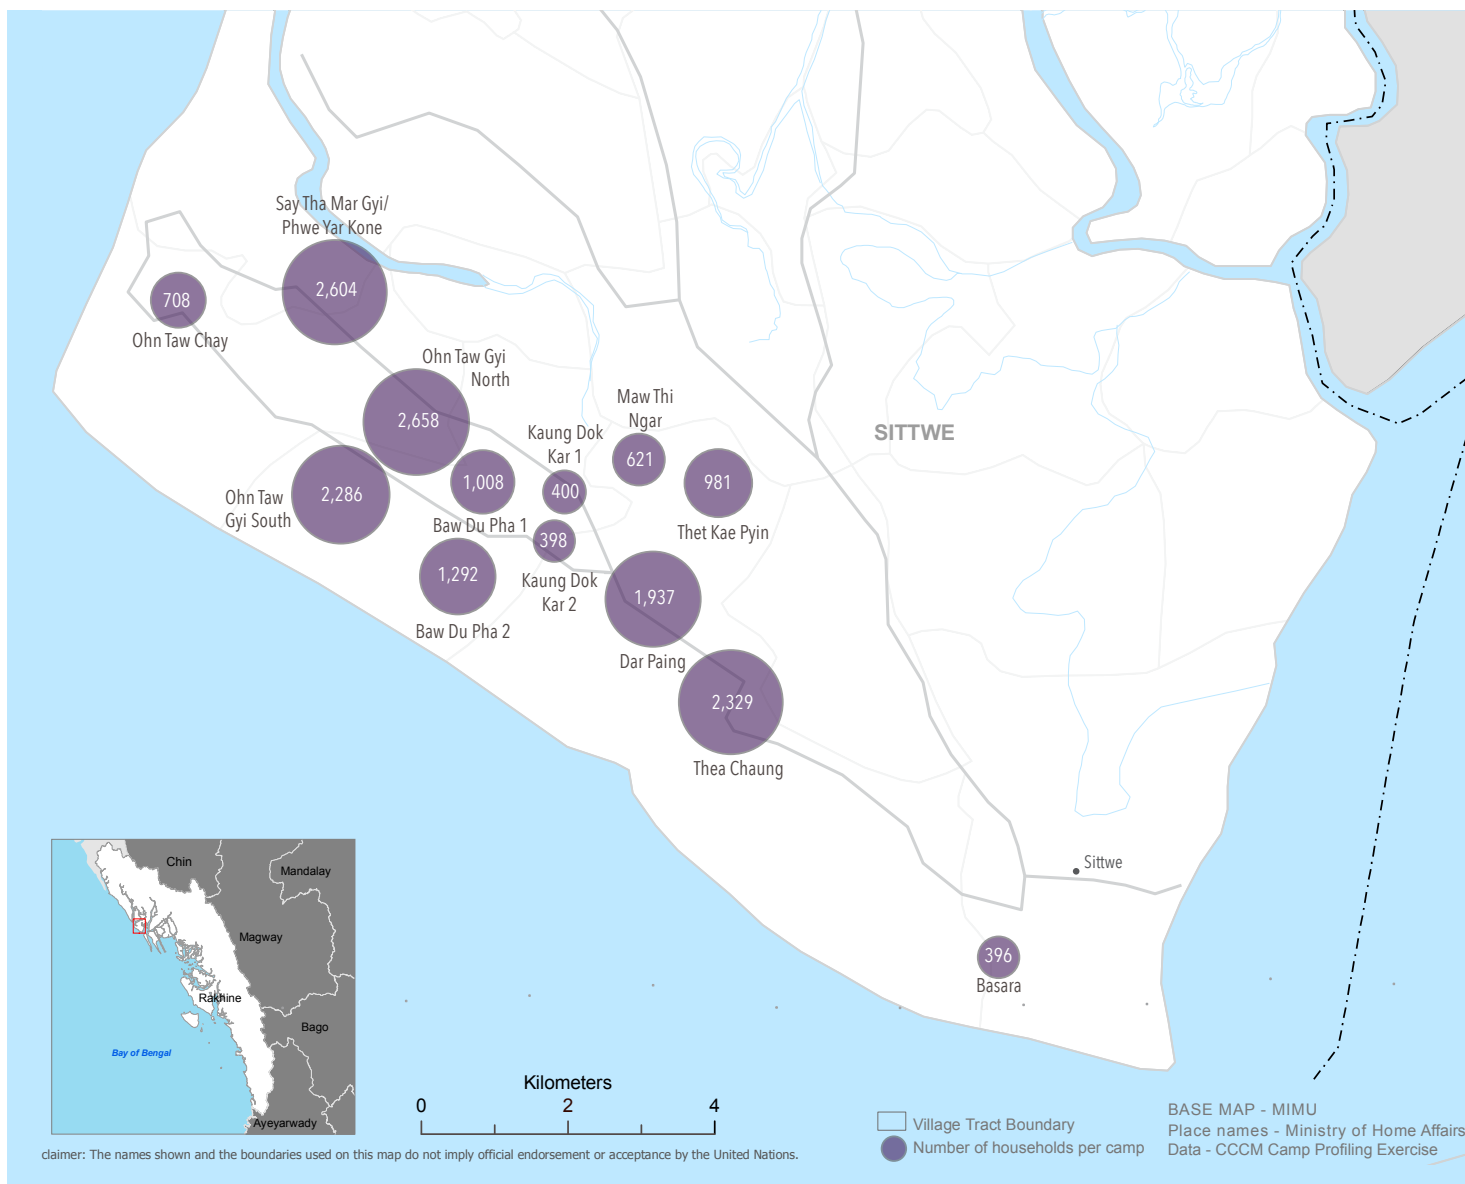 Say Tha Mar Gyi/
Phwe Yar Kone
2,604
708
Ohn Taw Chay
Ohn Taw Gyi
North
2,658
Maw Thi
Ngar
621
Kaung Dok
Kar 1
400
981
Thet Kae Pyin
SITTWE
1,008
Baw Du Pha 1
2,286
Ohn Taw
Gyi South
398
Kaung Dok
Kar 2
1,292
Baw Du Pha 2
1,937
Dar Paing
2,329
Thea Chaung
Sittwe
396
Basara
Chin
Mandalay
Magway
Rakhine
Bago
Bay of Bengal
Ayeyarwady
Kilometers
0 2 4
Village Tract Boundary
Number of households per camp
BASE MAP - MIMU
Place names - Ministry of Home Affairs
Data - CCCM Camp Profiling Exercise
claimer: The names shown and the boundaries used on this map do not imply official endorsement or acceptance by the United Nations.